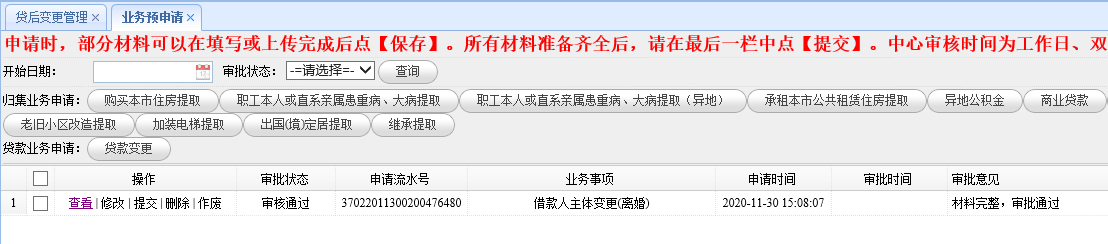 贷后变更管理 × 业务预申请 ×
申请时，部分材料可以在填写或上传完成后点【保存】。所有材料准备齐全后，请在最后一栏中点【提交】。中心审核时间为工作日、双
开始日期： 审批状态： -=请选择=- 查询
归集业务申请： 购买本市住房提取 职工本人或直系亲属患重病、大病提取 职工本人或直系亲属患重病、大病提取（异地） 承租本市公共租赁住房提取 异地公积金 商业贷款
老旧小区改造提取 加装电梯提取 出国(境)定居提取 继承提取
贷款业务申请： 贷款变更
操作 审批状态 申请流水号 业务事项 申请时间 审批时间 审批意见
1 查看|修改|提交|删除|作废 审核通过 37022011300200476480 借款人主体变更(离婚) 2020-11-30 15:08:07 材料完整，审批通过